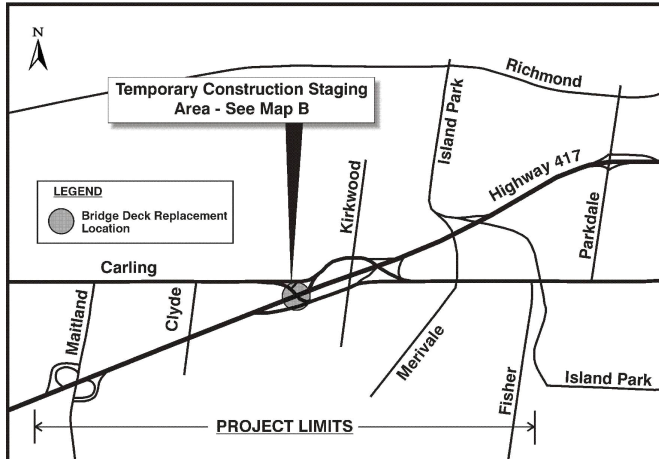 N
Temporary Construction Staging
Area - See Map B
Richmond
Island Park
Highway 417
Parkdale
LEGEND
Bridge Deck Replacement
Location
Kirkwood
Carling
Maitland
Clyde
Merivale
Fisher
Island Park
PROJECT LIMITS